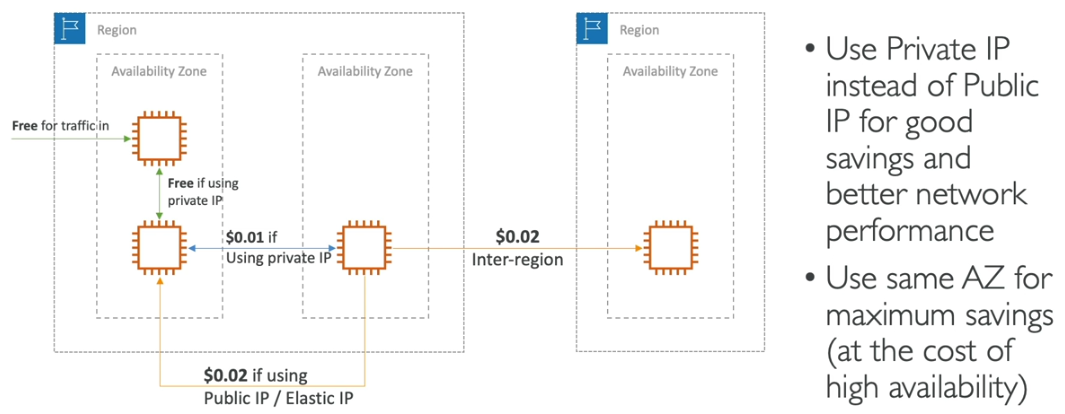 Region
Availability Zone
Availability Zone
Free for traffic in
Free if using
private IP
$0.01 if
Using private IP
$0.02 if using
Public IP / Elastic IP
$0.02
Inter-region
Region
Availability Zone
• Use Private IP
instead of Public
IP for good
savings and
better network
performance
• Use same AZ for
maximum savings
(at the cost of
high availability)